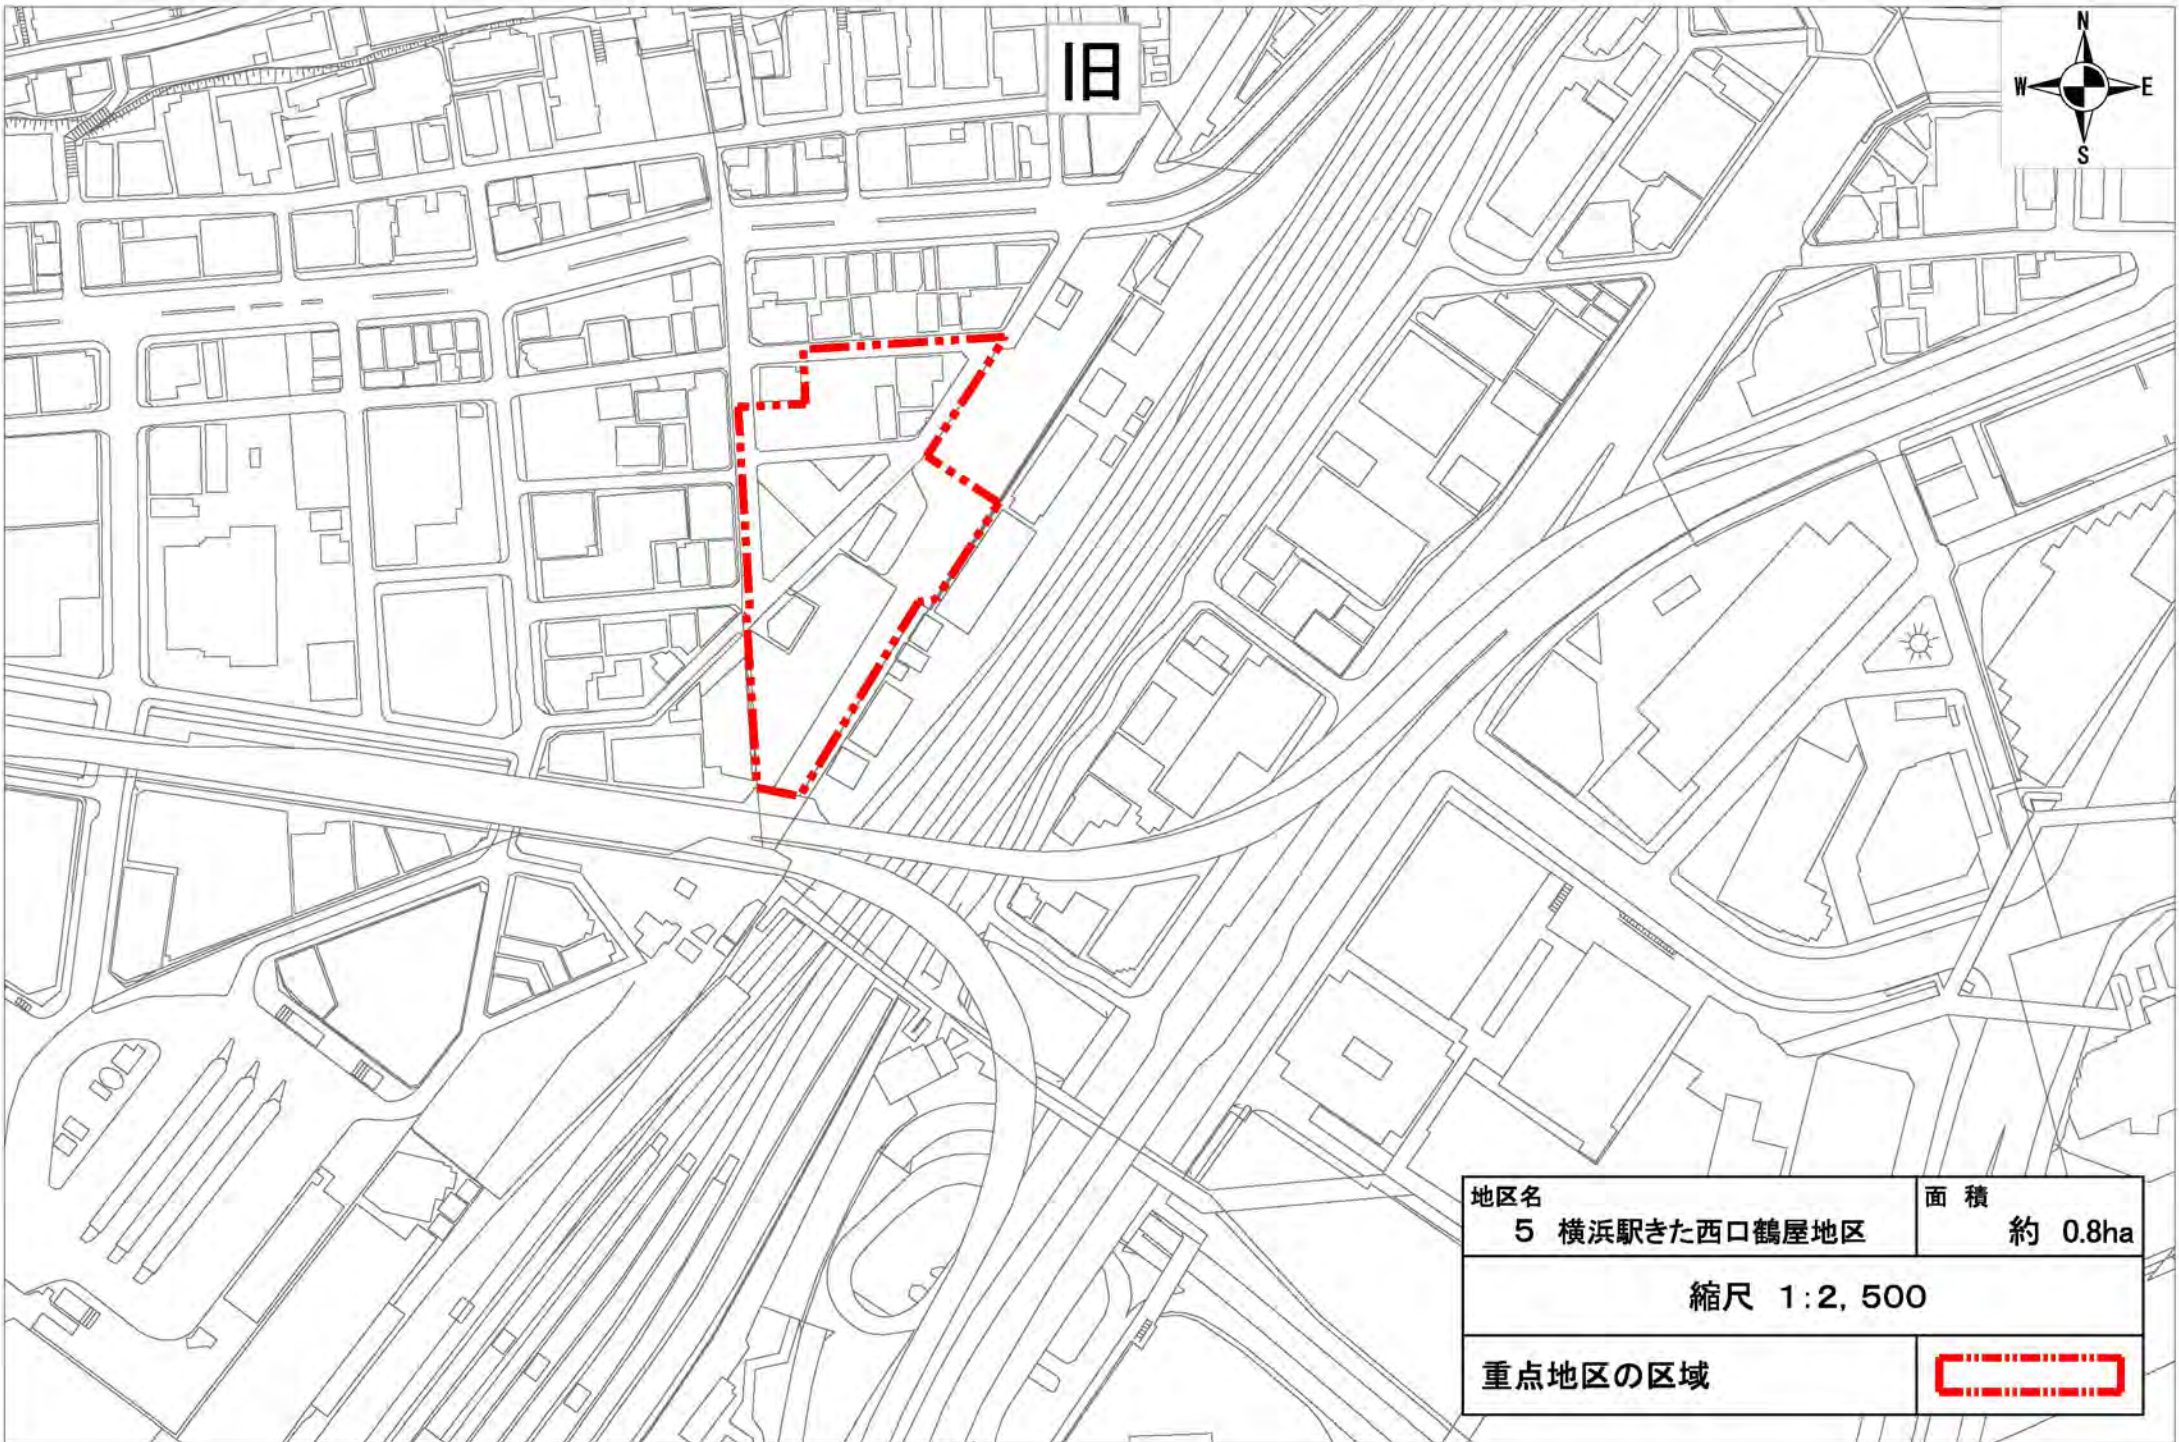 旧
N
W E
S
地区名
5 横浜駅きた西口鶴屋地区
面 積
約 0.8ha
縮尺 1:2,500
重点地区の区域